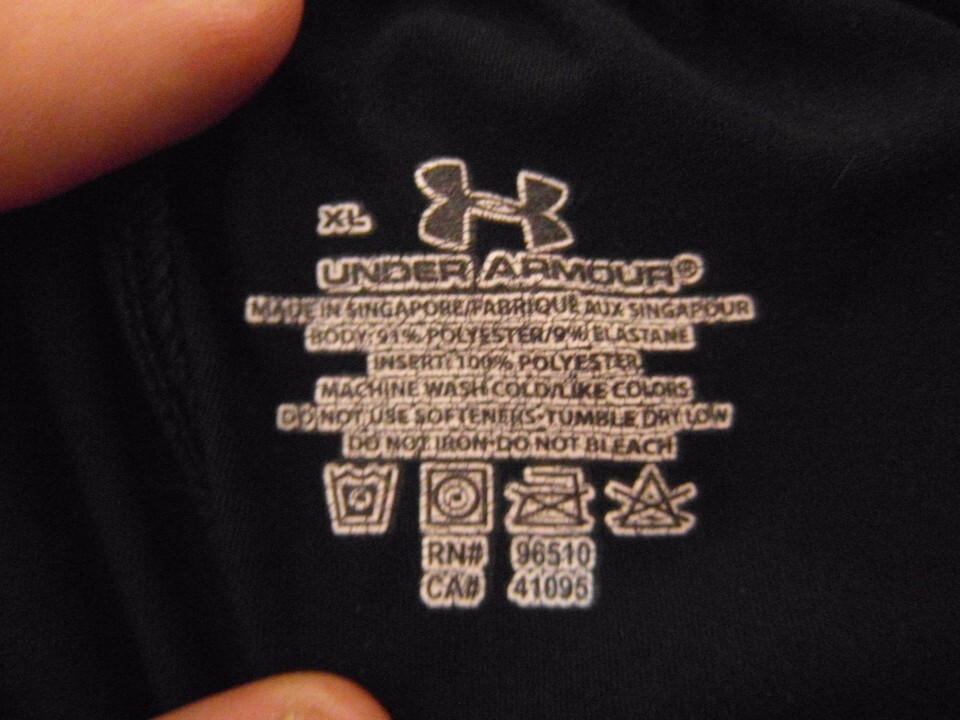 XL
UNDER ARMOUR®
MADE IN SINGAPORE/FABRIQUÉ AUX SINGAPOUR
BODY: 91% POLYESTER/9% ELASTANE
INSERT: 100% POLYESTER
MACHINE WASH COLD/LIKE COLORS
DO NOT USE SOFTENERS·TUMBLE DRY LOW
DO NOT IRON·DO NOT BLEACH
RN# 96510
CA# 41095